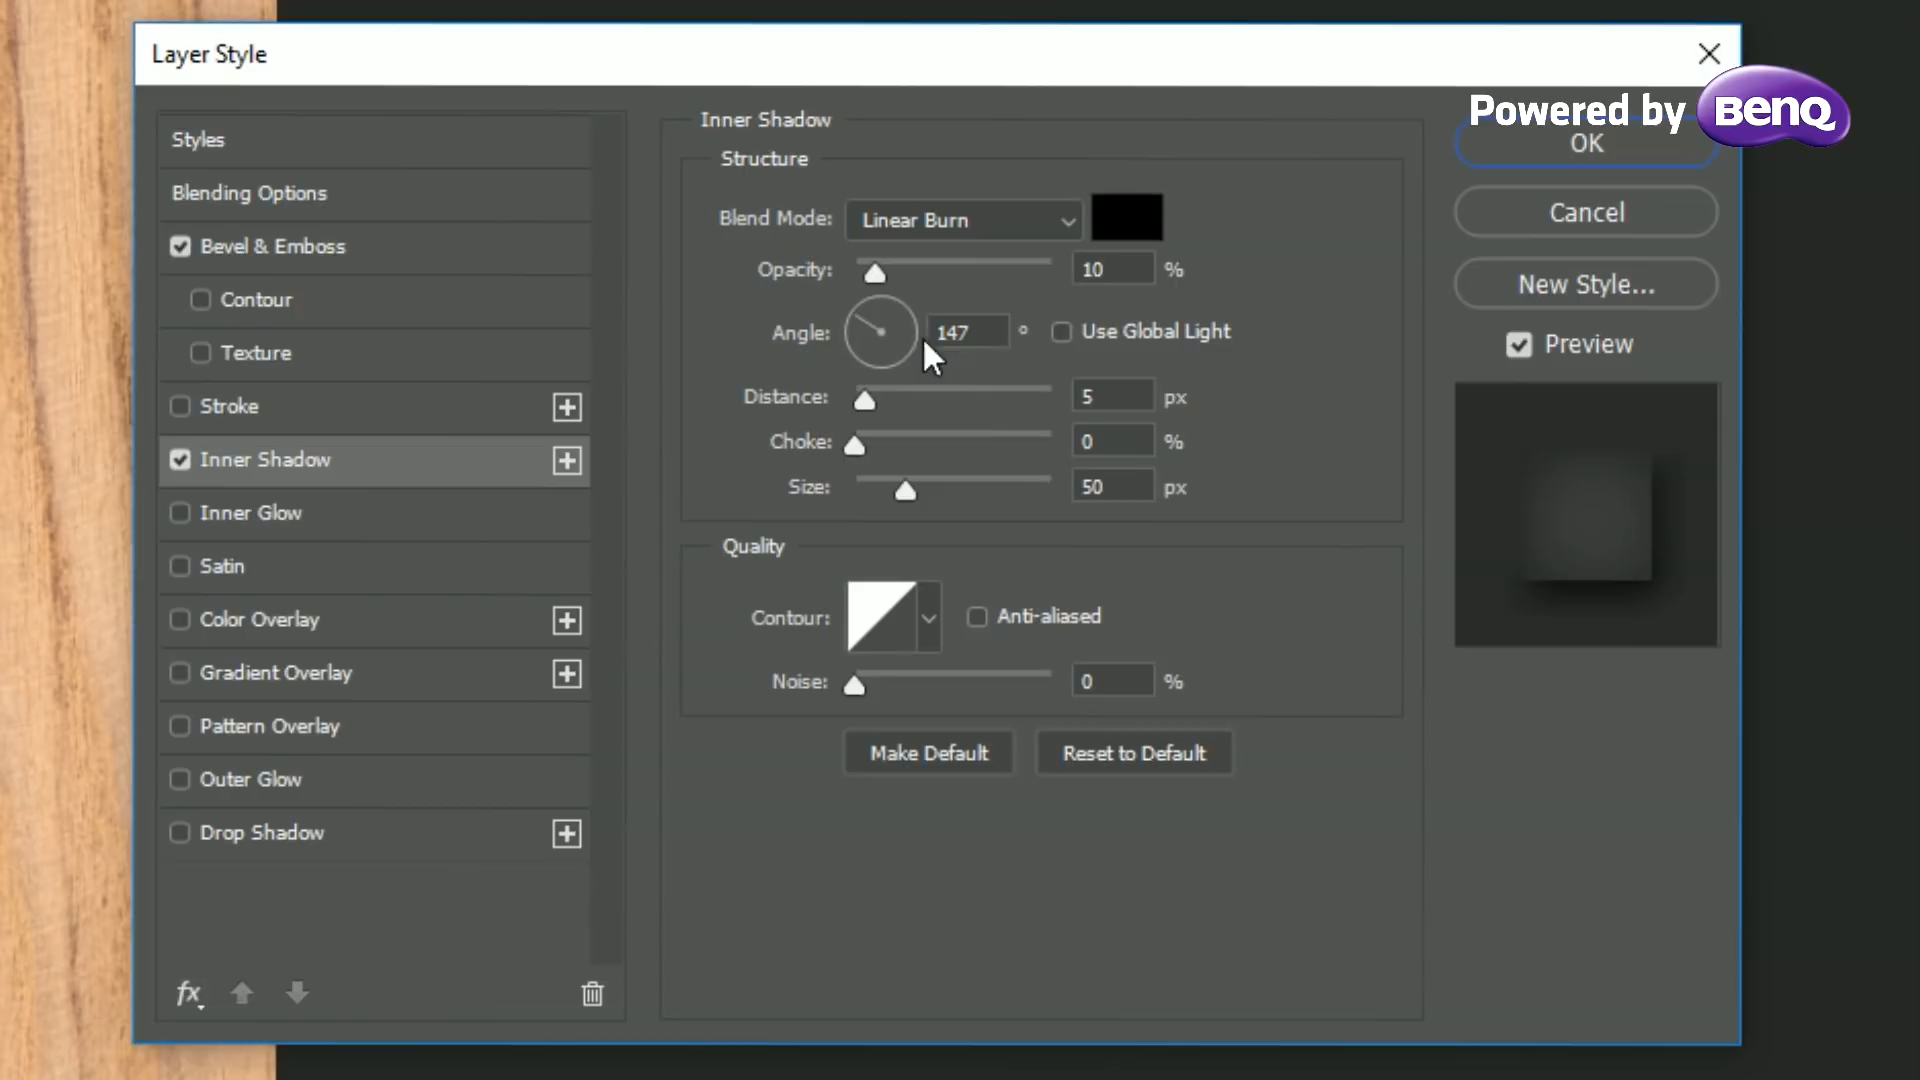 Layer Style
Powered by BenQ
Styles
Blending Options
Bevel & Emboss
Contour
Texture
Stroke
Inner Shadow
Inner Glow
Satin
Color Overlay
Gradient Overlay
Pattern Overlay
Outer Glow
Drop Shadow
fx
Inner Shadow
Structure
Blend Mode: Linear Burn
Opacity: 10 %
Angle: 147 ° Use Global Light
Distance: 5 px
Choke: 0 %
Size: 50 px
Quality
Contour: Anti-aliased
Noise: 0 %
Make Default Reset to Default
OK
Cancel
New Style...
Preview